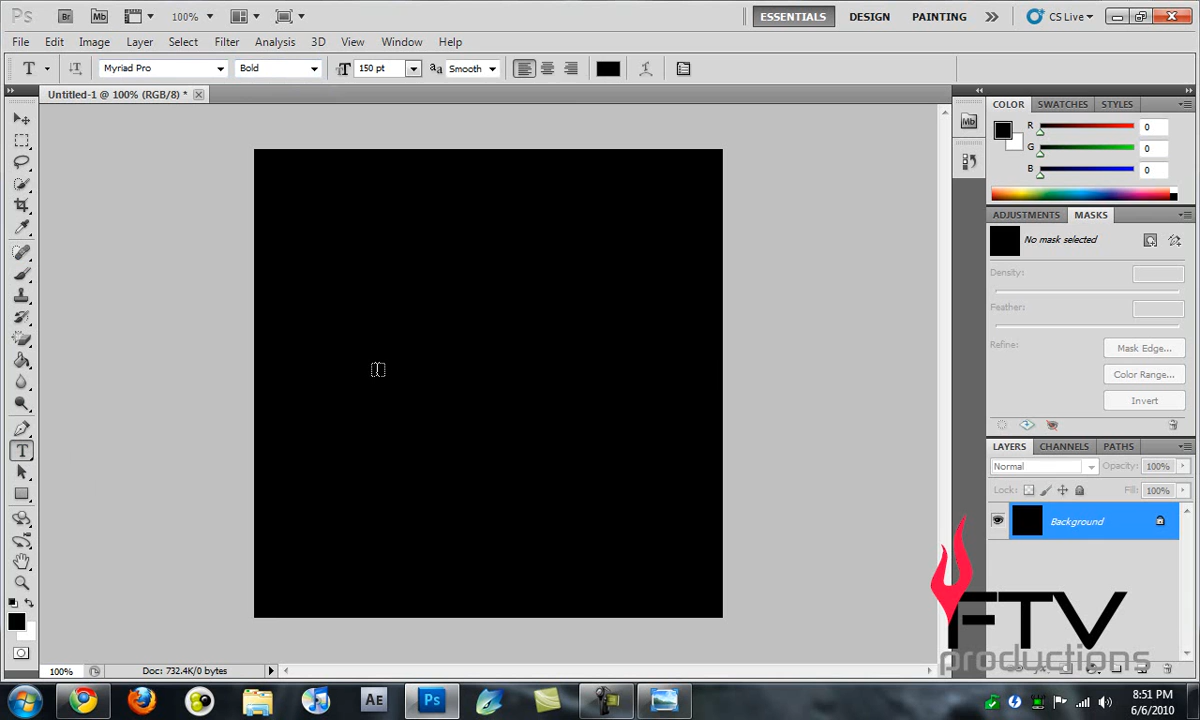 Ps Br Mb 100% ESSENTIALS DESIGN PAINTING CS Live
File Edit Image Layer Select Filter Analysis 3D View Window Help
T Myriad Pro Bold T 150 pt aa Smooth
Untitled-1 @ 100% (RGB/8) *
Mb
COLOR SWATCHES STYLES
R 0
G 0
B 0
ADJUSTMENTS MASKS
No mask selected
Density:
Feather:
Refine: Mask Edge...
Color Range...
Invert
T
LAYERS CHANNELS PATHS
Normal Opacity: 100%
Lock: Fill: 100%
Background
FTV
productions
100% Doc: 732.4K/0 bytes
AE Ps
8:51 PM
6/6/2010